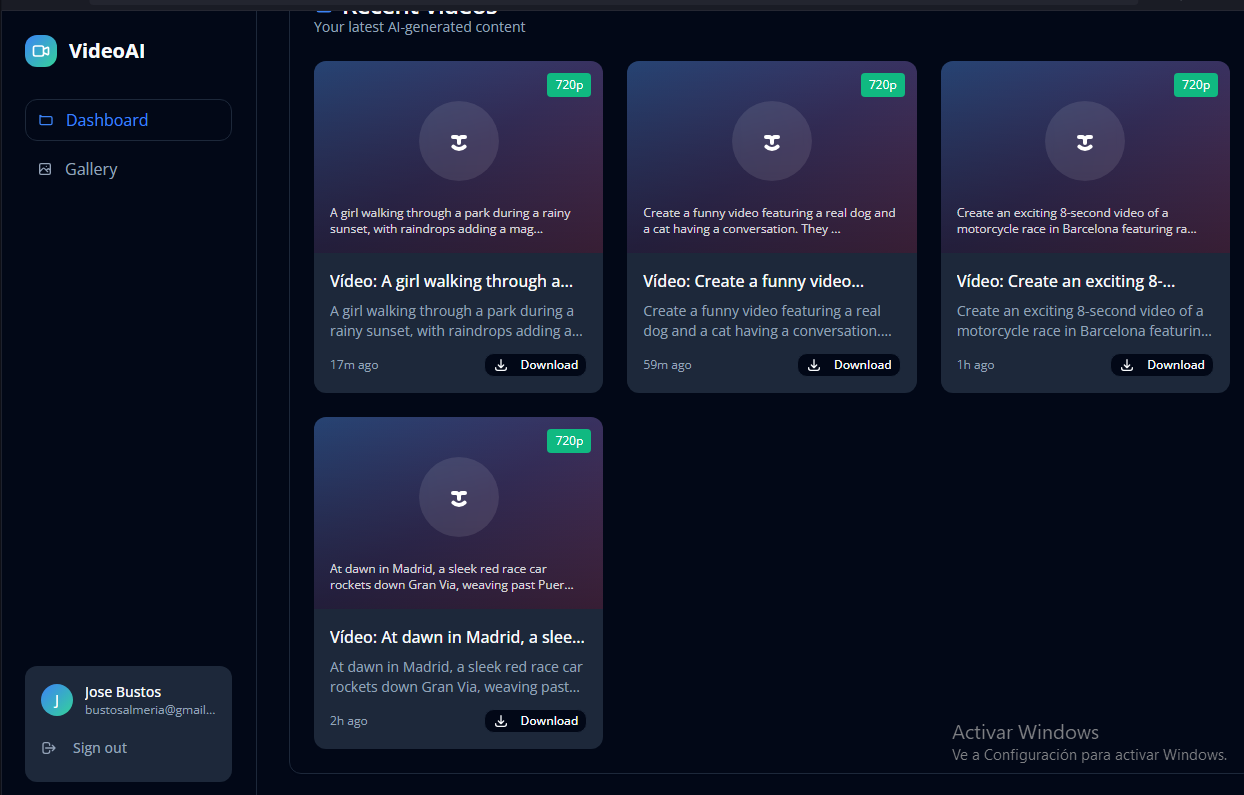 Recent Videos
Your latest AI-generated content
VideoAI
Dashboard
Gallery
720p
A girl walking through a park during a rainy
sunset, with raindrops adding a mag...
Vídeo: A girl walking through a...
A girl walking through a park during a
rainy sunset, with raindrops adding a...
17m ago
Download
720p
Create a funny video featuring a real dog and
a cat having a conversation. They ...
Vídeo: Create a funny video...
Create a funny video featuring a real
dog and a cat having a conversation....
59m ago
Download
720p
Create an exciting 8-second video of a
motorcycle race in Barcelona featuring ra...
Vídeo: Create an exciting 8-...
Create an exciting 8-second video of a
motorcycle race in Barcelona featurin...
1h ago
Download
720p
At dawn in Madrid, a sleek red race car
rockets down Gran Via, weaving past Puer...
Vídeo: At dawn in Madrid, a slee...
At dawn in Madrid, a sleek red race car
rockets down Gran Via, weaving past...
2h ago
Download
J
Jose Bustos
bustosalmeria@gmail...
Sign out
Activar Windows
Ve a Configuración para activar Windows.